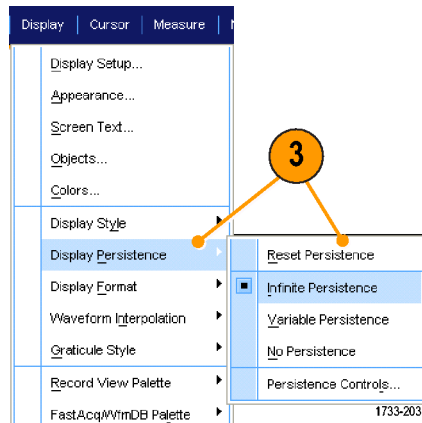 Display Cursor Measure
Display Setup...
Appearance...
Screen Text...
Objects...
Colors...
3
Display Style
Display Persistence
Reset Persistence
Display Format
Infinite Persistence
Waveform Interpolation
Variable Persistence
Graticule Style
No Persistence
Record View Palette
Persistence Controls...
FastAcq/WfmDB Palette
1733-203